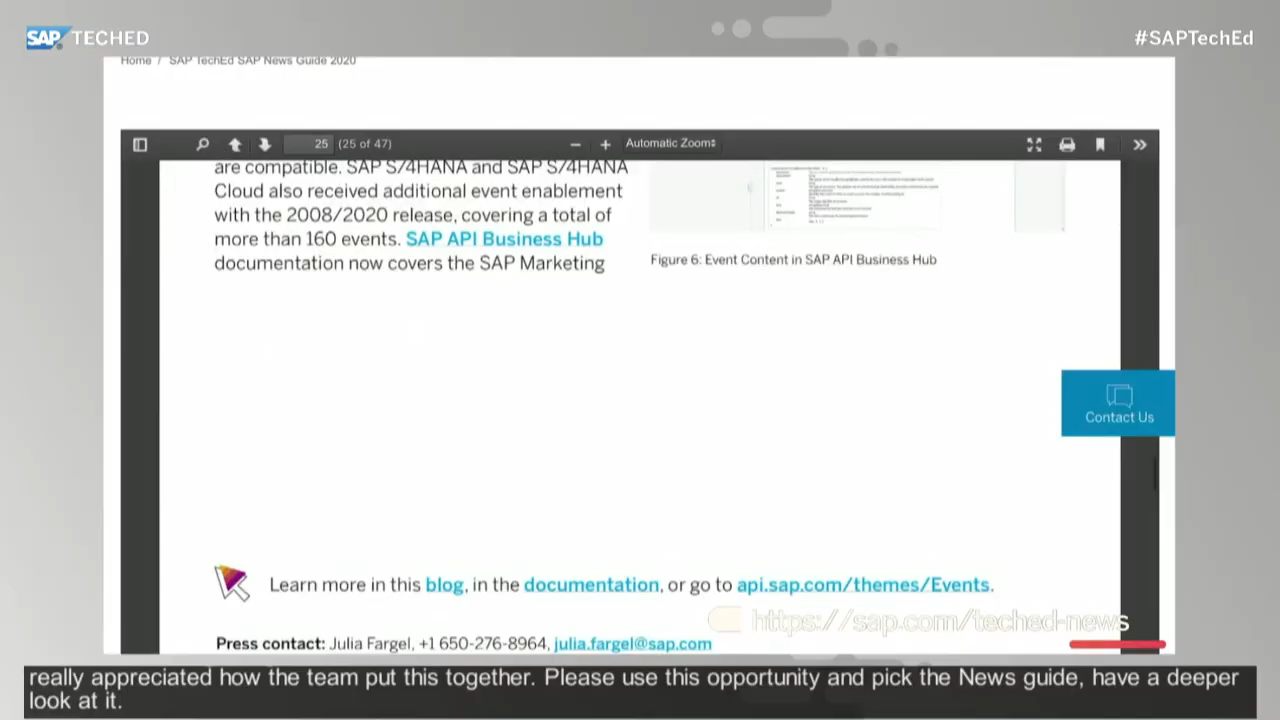 SAP TECHED
#SAPTechEd
Home / SAP TechEd SAP News Guide 2020
25 (25 of 47)
Automatic Zoom
are compatible. SAP S/4HANA and SAP S/4HANA
Cloud also received additional event enablement
with the 2008/2020 release, covering a total of
more than 160 events. SAP API Business Hub
documentation now covers the SAP Marketing
Figure 6: Event Content in SAP API Business Hub
Contact Us
Learn more in this blog, in the documentation, or go to api.sap.com/themes/Events.
https://sap.com/teched-news
Press contact: Julia Fargel, +1 650-276-8964, julia.fargel@sap.com
really appreciated how the team put this together. Please use this opportunity and pick the News guide, have a deeper
look at it.